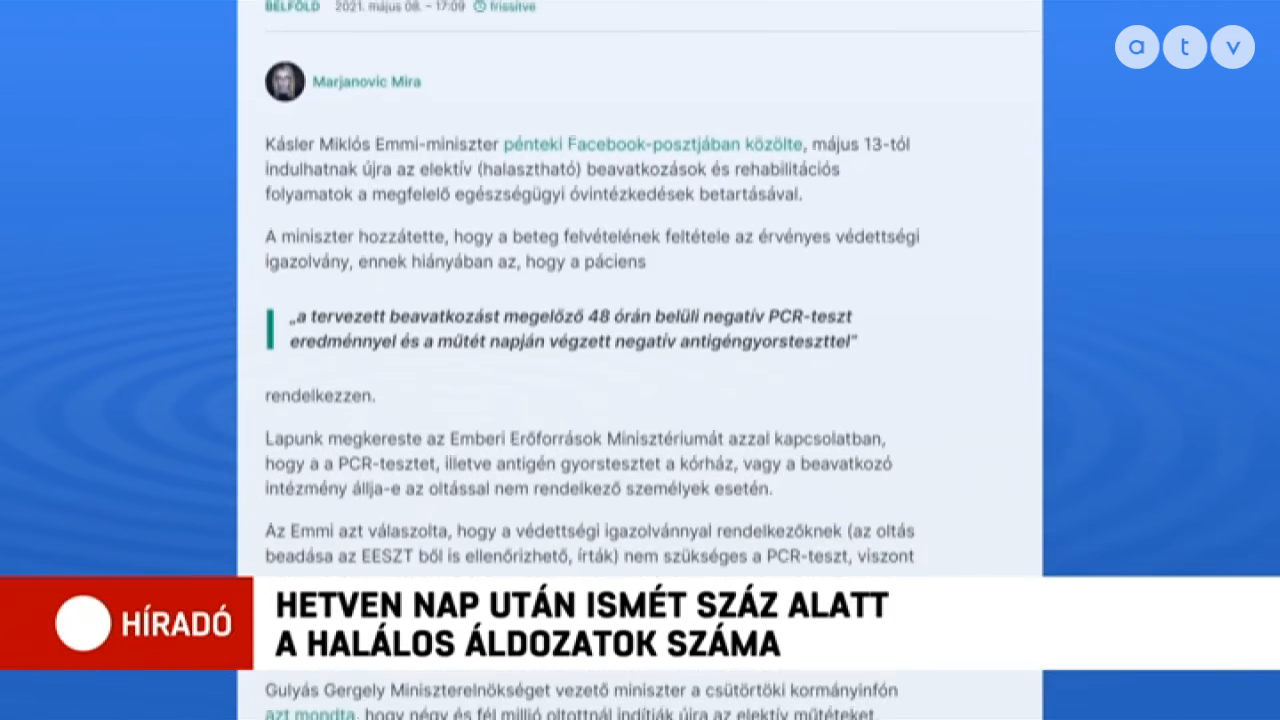 BELFÖLD 2021. május 08. – 17:09 frissítve
a t v
Marjanovic Mira
Kásler Miklós Emmi-miniszter pénteki Facebook-posztjában közölte, május 13-tól
indulhatnak újra az elektív (halasztható) beavatkozások és rehabilitációs
folyamatok a megfelelő egészségügyi óvintézkedések betartásával.
A miniszter hozzátette, hogy a beteg felvételének feltétele az érvényes védettségi
igazolvány, ennek hiányában az, hogy a páciens
„a tervezett beavatkozást megelőző 48 órán belüli negatív PCR-teszt
eredménnyel és a műtét napján végzett negatív antigéngyorsteszttel”
rendelkezzen.
Lapunk megkereste az Emberi Erőforrások Minisztériumát azzal kapcsolatban,
hogy a a PCR-tesztet, illetve antigén gyorstesztet a kórház, vagy a beavatkozó
intézmény állja-e az oltással nem rendelkező személyek esetén.
Az Emmi azt válaszolta, hogy a védettségi igazolvánnyal rendelkezőknek (az oltás
beadása az EESZT ből is ellenőrizhető, írták) nem szükséges a PCR-teszt, viszont
HÍRADÓ
HETVEN NAP UTÁN ISMÉT SZÁZ ALATT
A HALÁLOS ÁLDOZATOK SZÁMA
Gulyás Gergely Miniszterelnökséget vezető miniszter a csütörtöki kormányinfón
azt mondta, hogy négy és fél millió oltottnál indítják újra az elektív műtéteket.